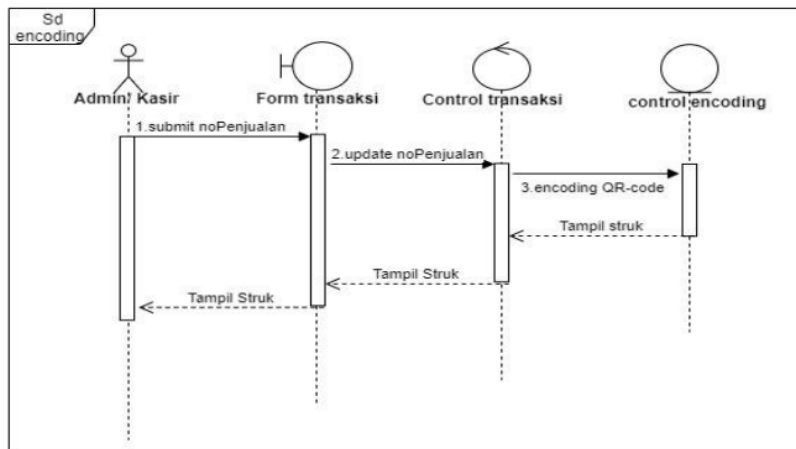 Sd
encoding
Admin/ Kasir
Form transaksi
Control transaksi
control encoding
1.submit noPenjualan
2.update noPenjualan
3.encoding QR-code
Tampil struk
Tampil Struk
Tampil Struk